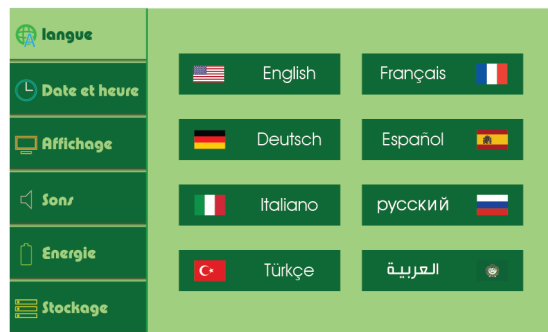 langue
Date et heure
Affichage
Sons
Energie
Stockage
English
Français
Deutsch
Español
Italiano
русский
Türkçe
العربية